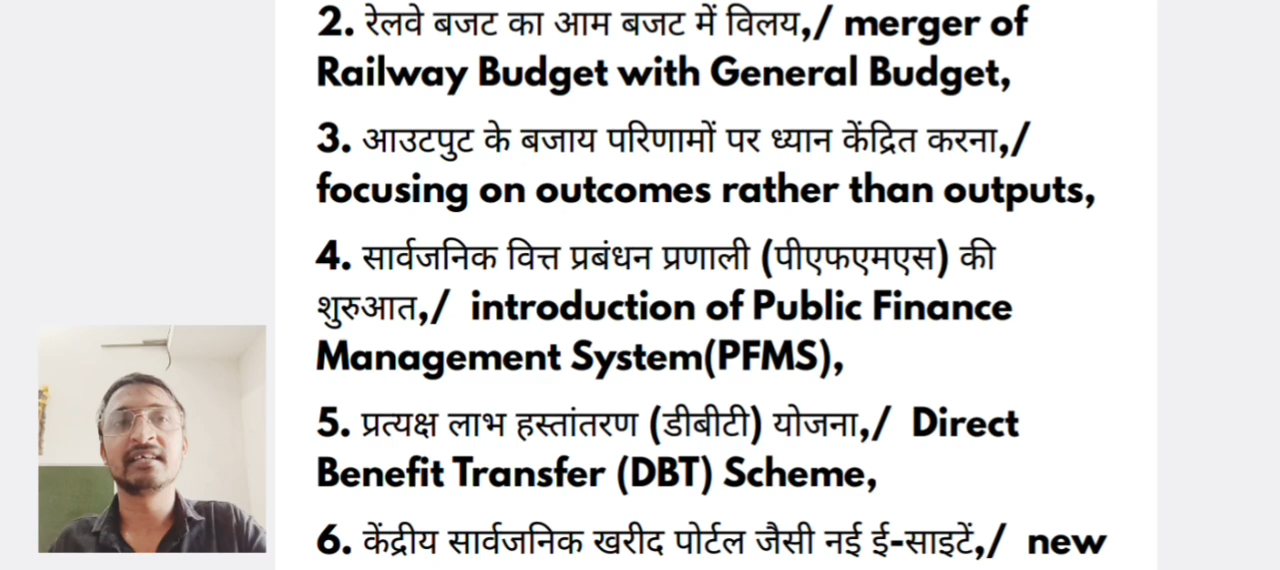 2. रेलवे बजट का आम बजट में विलय,/ merger of
Railway Budget with General Budget,
3. आउटपुट के बजाय परिणामों पर ध्यान केंद्रित करना,/
focusing on outcomes rather than outputs,
4. सार्वजनिक वित्त प्रबंधन प्रणाली (पीएफएमएस) की
शुरुआत,/ introduction of Public Finance
Management System(PFMS),
5. प्रत्यक्ष लाभ हस्तांतरण (डीबीटी) योजना,/ Direct
Benefit Transfer (DBT) Scheme,
6. केंद्रीय सार्वजनिक खरीद पोर्टल जैसी नई ई-साइटें,/ new